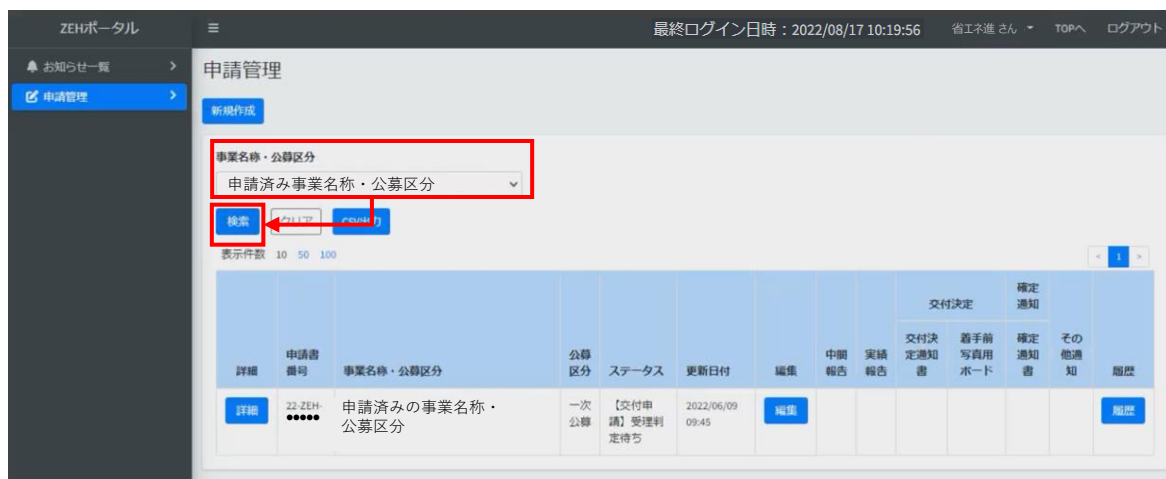 ZEHポータル
最終ログイン日時：2022/08/17 10:19:56 省エネ進 さん TOPへ ログアウト
お知らせ一覧
申請管理
申請管理
新規作成
事業名称・公募区分
申請済み事業名称・公募区分
検索 クリア CSV出力
表示件数 10 50 100
< 1 >
交付決定 確定通知
詳細 申請書番号 事業名称・公募区分 公募区分 ステータス 更新日付 編集 中間報告 実績報告 交付決定通知書 着手前写真用ボード 確定通知書 その他通知 履歴
詳細 22-ZEH-●●●●● 申請済みの事業名称・公募区分 一次公募 【交付申請】受理判定待ち 2022/06/09 09:45 編集 履歴